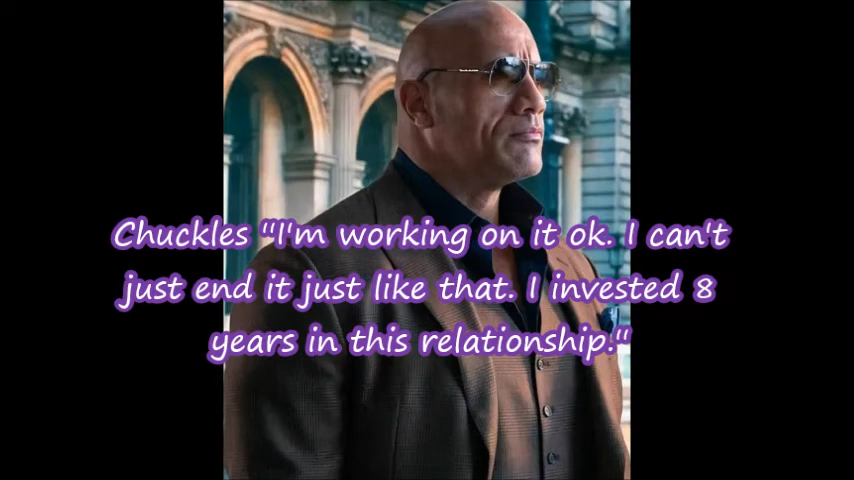 Chuckles "I'm working on it ok. I can't
just end it just like that. I invested 8
years in this relationship."